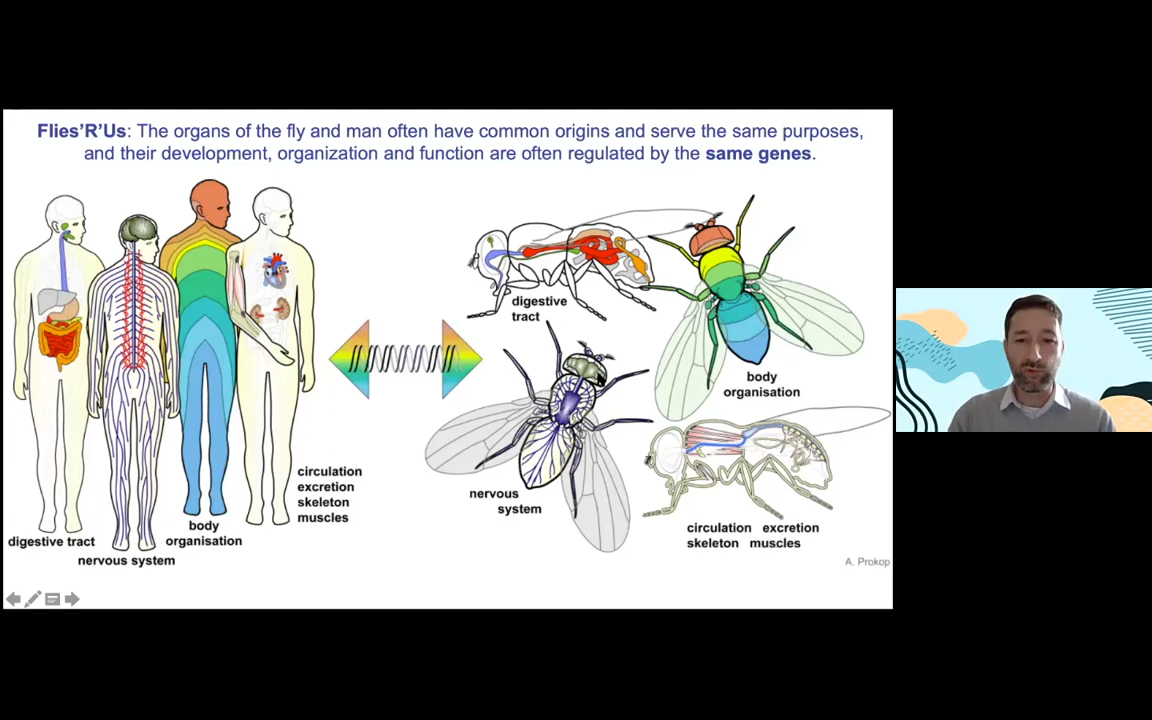 Flies'R'Us: The organs of the fly and man often have common origins and serve the same purposes,
and their development, organization and function are often regulated by the same genes.
digestive tract
nervous system
body
organisation
circulation
excretion
skeleton
muscles
digestive
tract
body
organisation
nervous
system
circulation excretion
skeleton muscles
A. Prokop